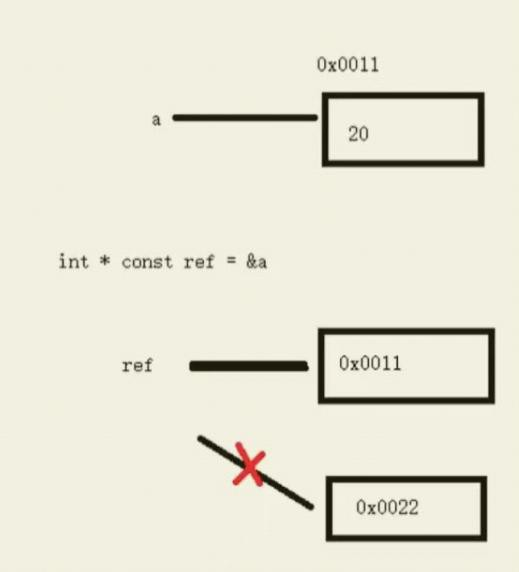 0x0011
a
20
int * const ref = &a
ref
0x0011
0x0022